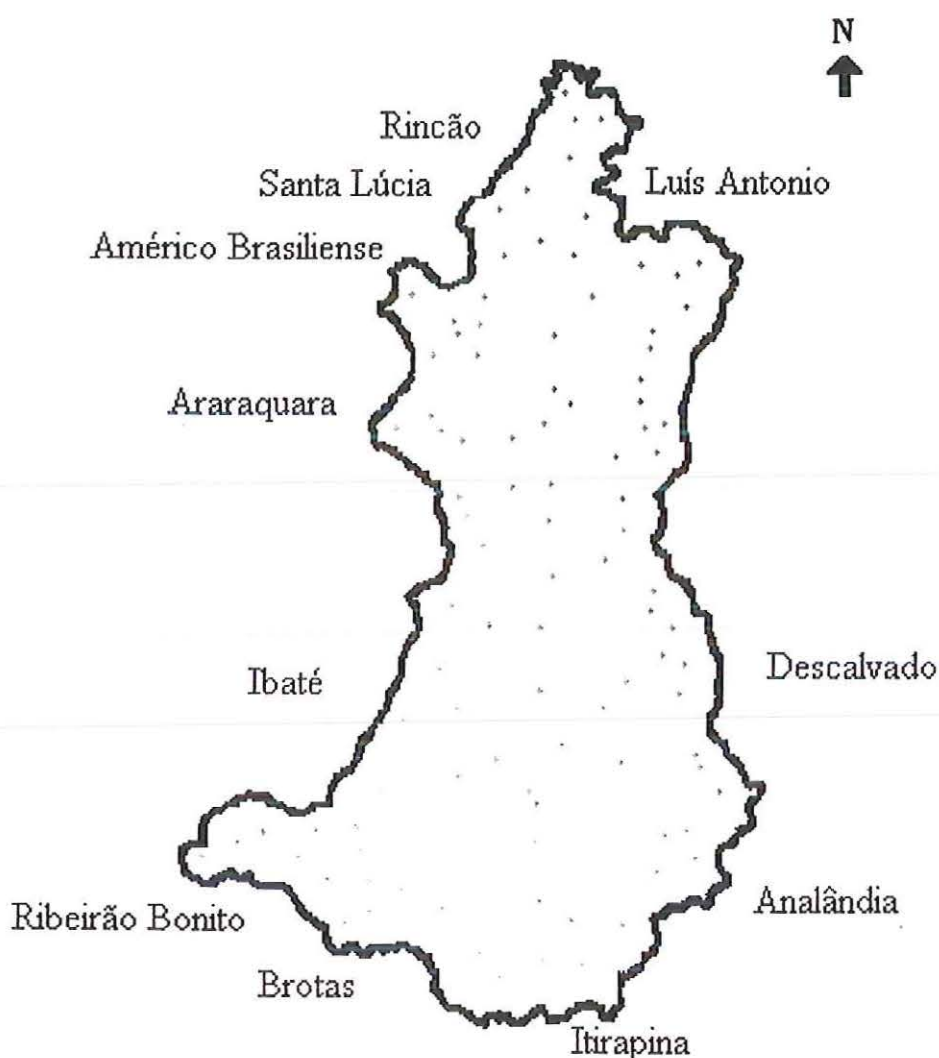 N
Rincão
Santa Lúcia
Luís Antonio
Américo Brasiliense
Araraquara
Ibaté
Descalvado
Ribeirão Bonito
Analândia
Brotas
Itirapina